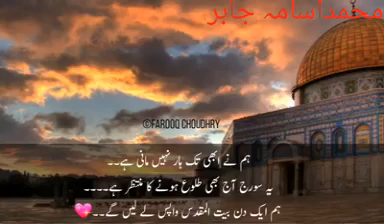 محمد اسامہ جابر
©FAROOQ CHOUDHRY
ہم نے ابھی تک ہار نہیں مانی ہے۔۔
یہ سورج آج بھی طلوع ہونے کا منتظر ہے۔۔۔۔
ہم ایک دن بیت المقدس واپس لے لیں گے۔۔💗